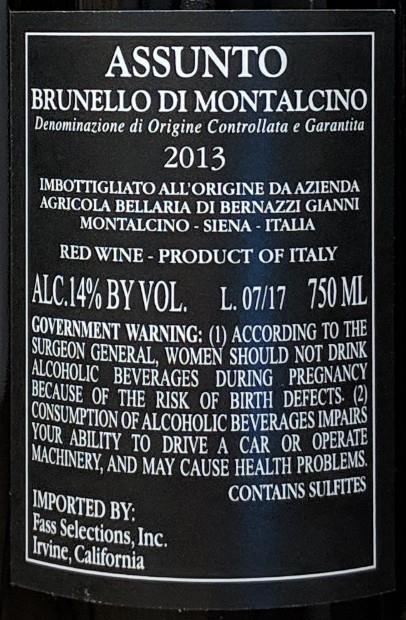 ASSUNTO
BRUNELLO DI MONTALCINO
Denominazione di Origine Controllata e Garantita
2013
IMBOTTIGLIATO ALL'ORIGINE DA AZIENDA
AGRICOLA BELLARIA DI BERNAZZI GIANNI
MONTALCINO - SIENA - ITALIA
RED WINE - PRODUCT OF ITALY
ALC.14% BY VOL. L. 07/17 750 ML
GOVERNMENT WARNING: (1) ACCORDING TO THE
SURGEON GENERAL, WOMEN SHOULD NOT DRINK
ALCOHOLIC BEVERAGES DURING PREGNANCY
BECAUSE OF THE RISK OF BIRTH DEFECTS. (2)
CONSUMPTION OF ALCOHOLIC BEVERAGES IMPAIRS
YOUR ABILITY TO DRIVE A CAR OR OPERATE
MACHINERY, AND MAY CAUSE HEALTH PROBLEMS.
CONTAINS SULFITES
IMPORTED BY:
Fass Selections, Inc.
Irvine, California